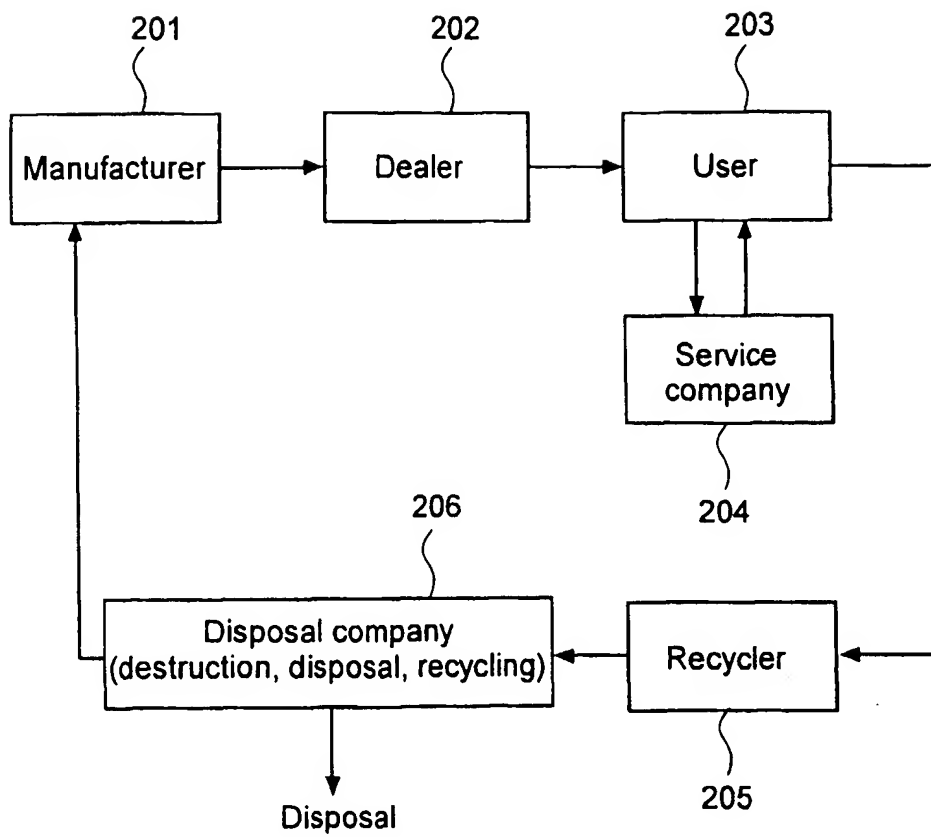 201
202
203
Manufacturer
Dealer
User
Service
company
204
206
Disposal company
(destruction, disposal, recycling)
Recycler
205
Disposal